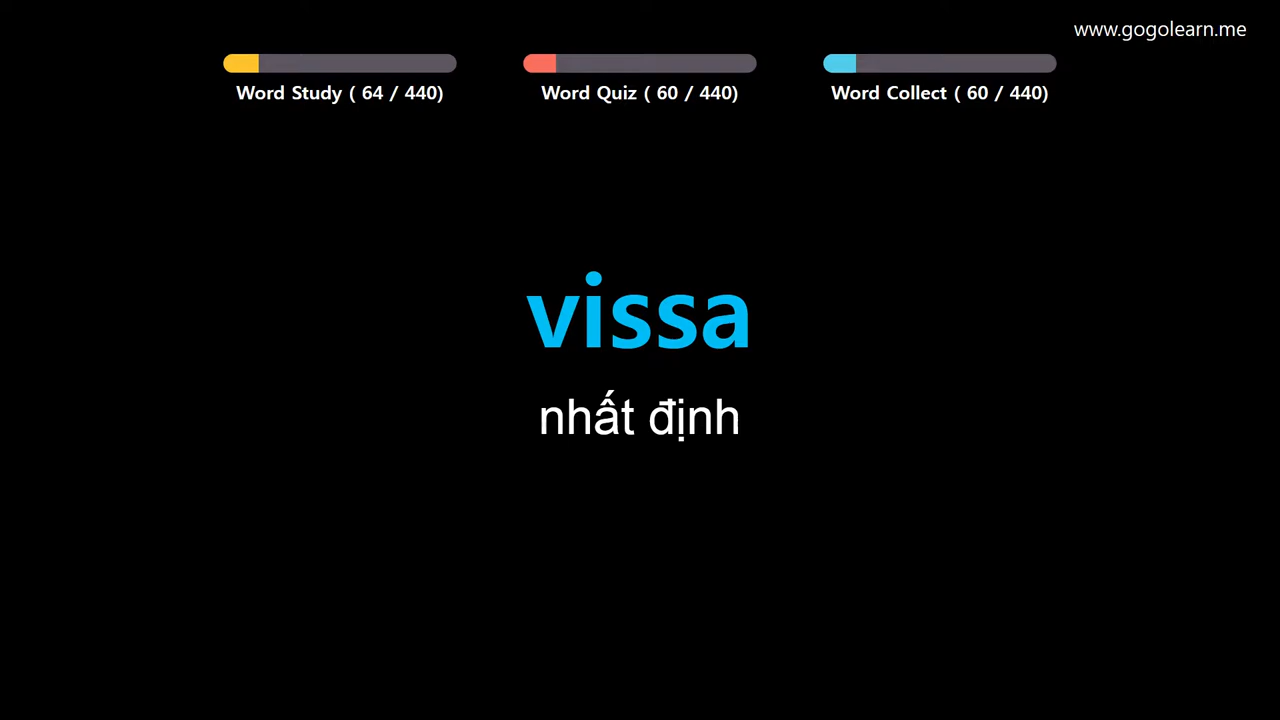 www.gogolearn.me
Word Study ( 64 / 440)
Word Quiz ( 60 / 440)
Word Collect ( 60 / 440)
vissa
nhất định